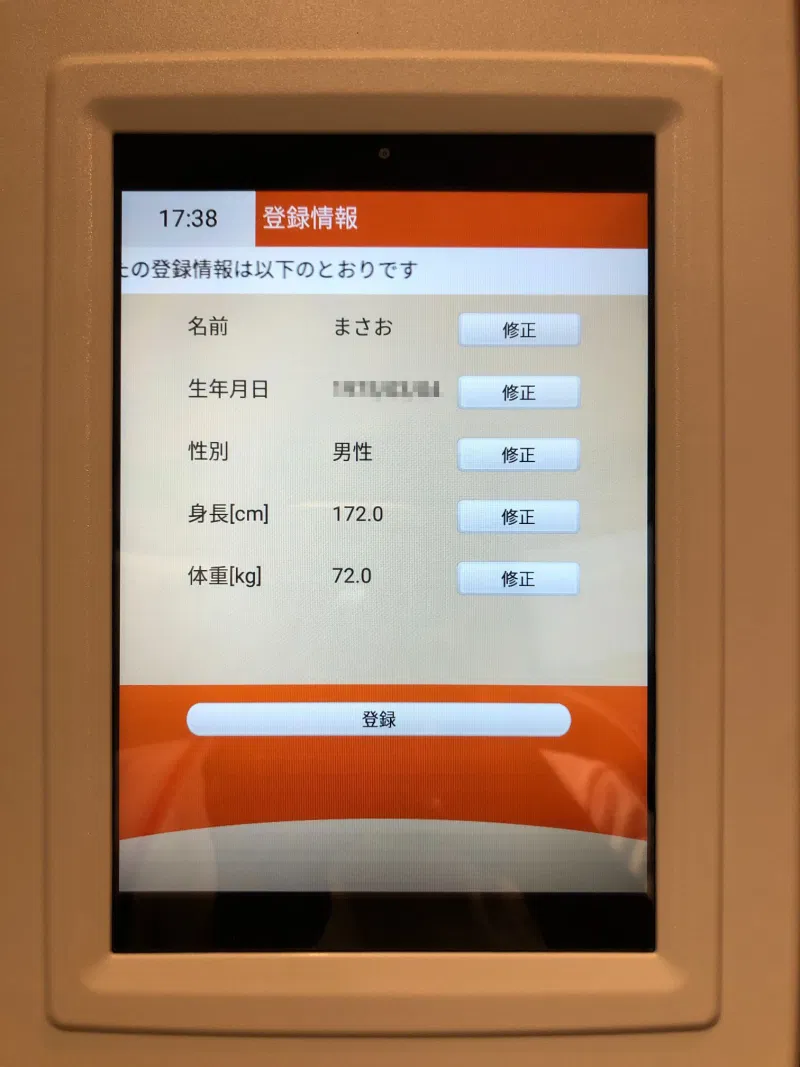 17:38 登録情報
の登録情報は以下のとおりです
名前 まさお 修正
生年月日 修正
性別 男性 修正
身長[cm] 172.0 修正
体重[kg] 72.0 修正
登録